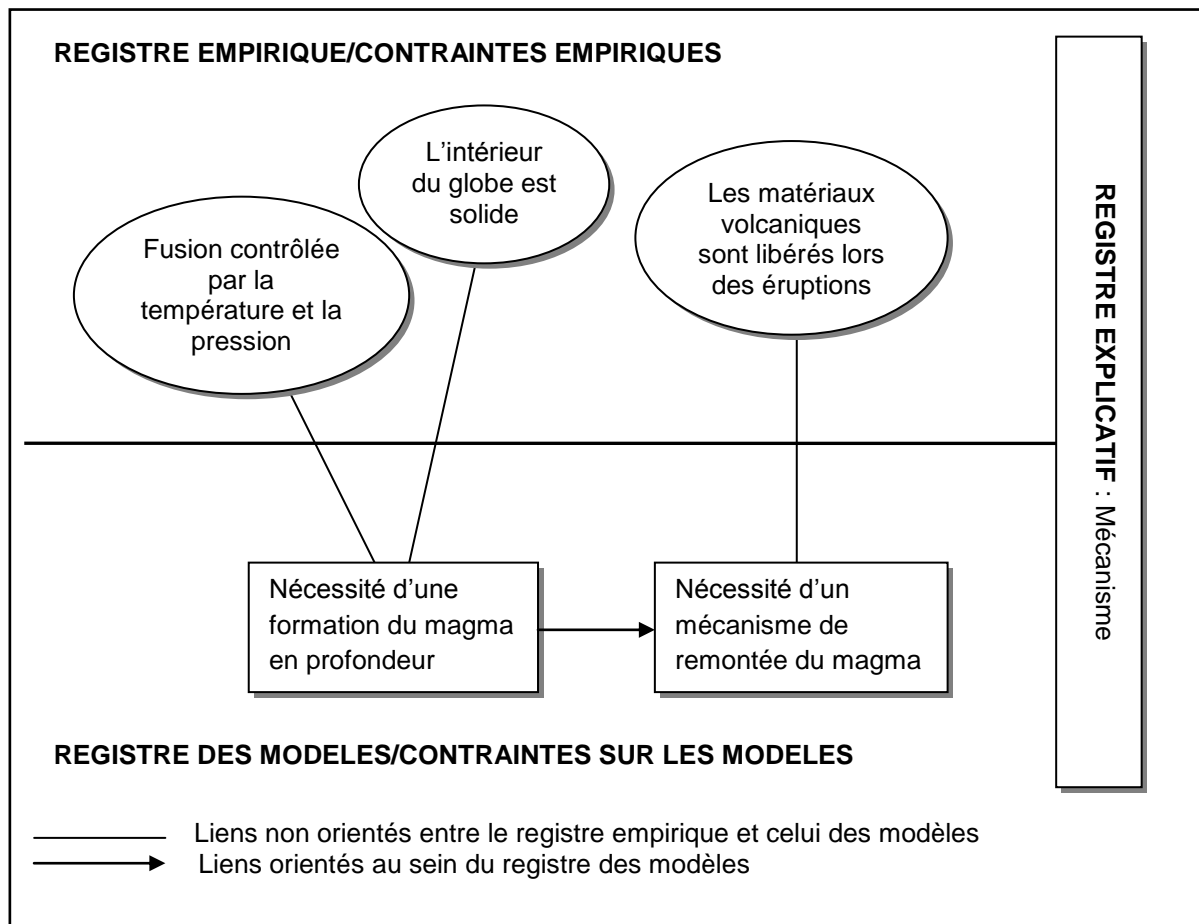 REGISTRE EMPIRIQUE/CONTRAINTES EMPIRIQUES
L'intérieur
du globe est
solide
Fusion contrôlée
par la
température et la
pression
Les matériaux
volcaniques
sont libérés lors
des éruptions
REGISTRE EXPLICATIF : Mécanisme
Nécessité d'une
formation du magma
en profondeur
Nécessité d'un
mécanisme de
remontée du magma
REGISTRE DES MODELES/CONTRAINTES SUR LES MODELES
Liens non orientés entre le registre empirique et celui des modèles
Liens orientés au sein du registre des modèles